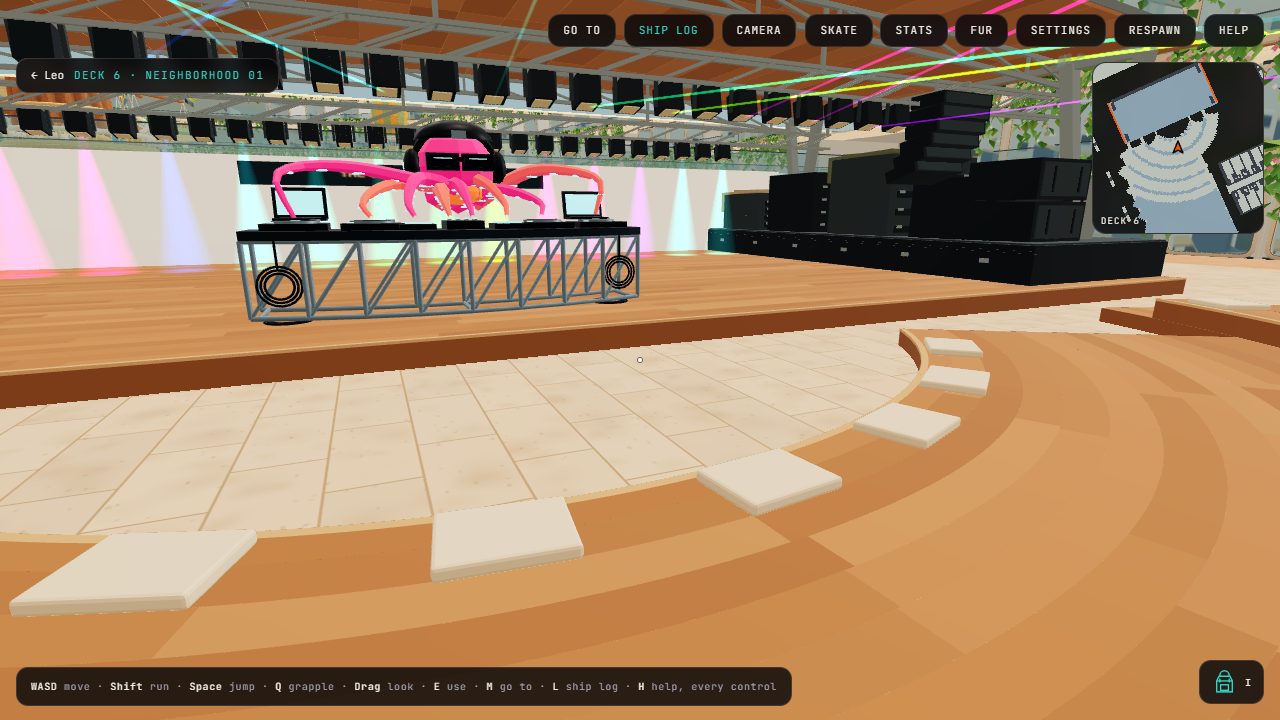 GO TO
SHIP LOG
CAMERA
SKATE
STATS
FUR
SETTINGS
RESPAWN
HELP
← Leo DECK 6 · NEIGHBORHOOD 01
DECK 6
WASD move · Shift run · Space jump · Q grapple · Drag look · E use · M go to · L ship log · H help, every control
I